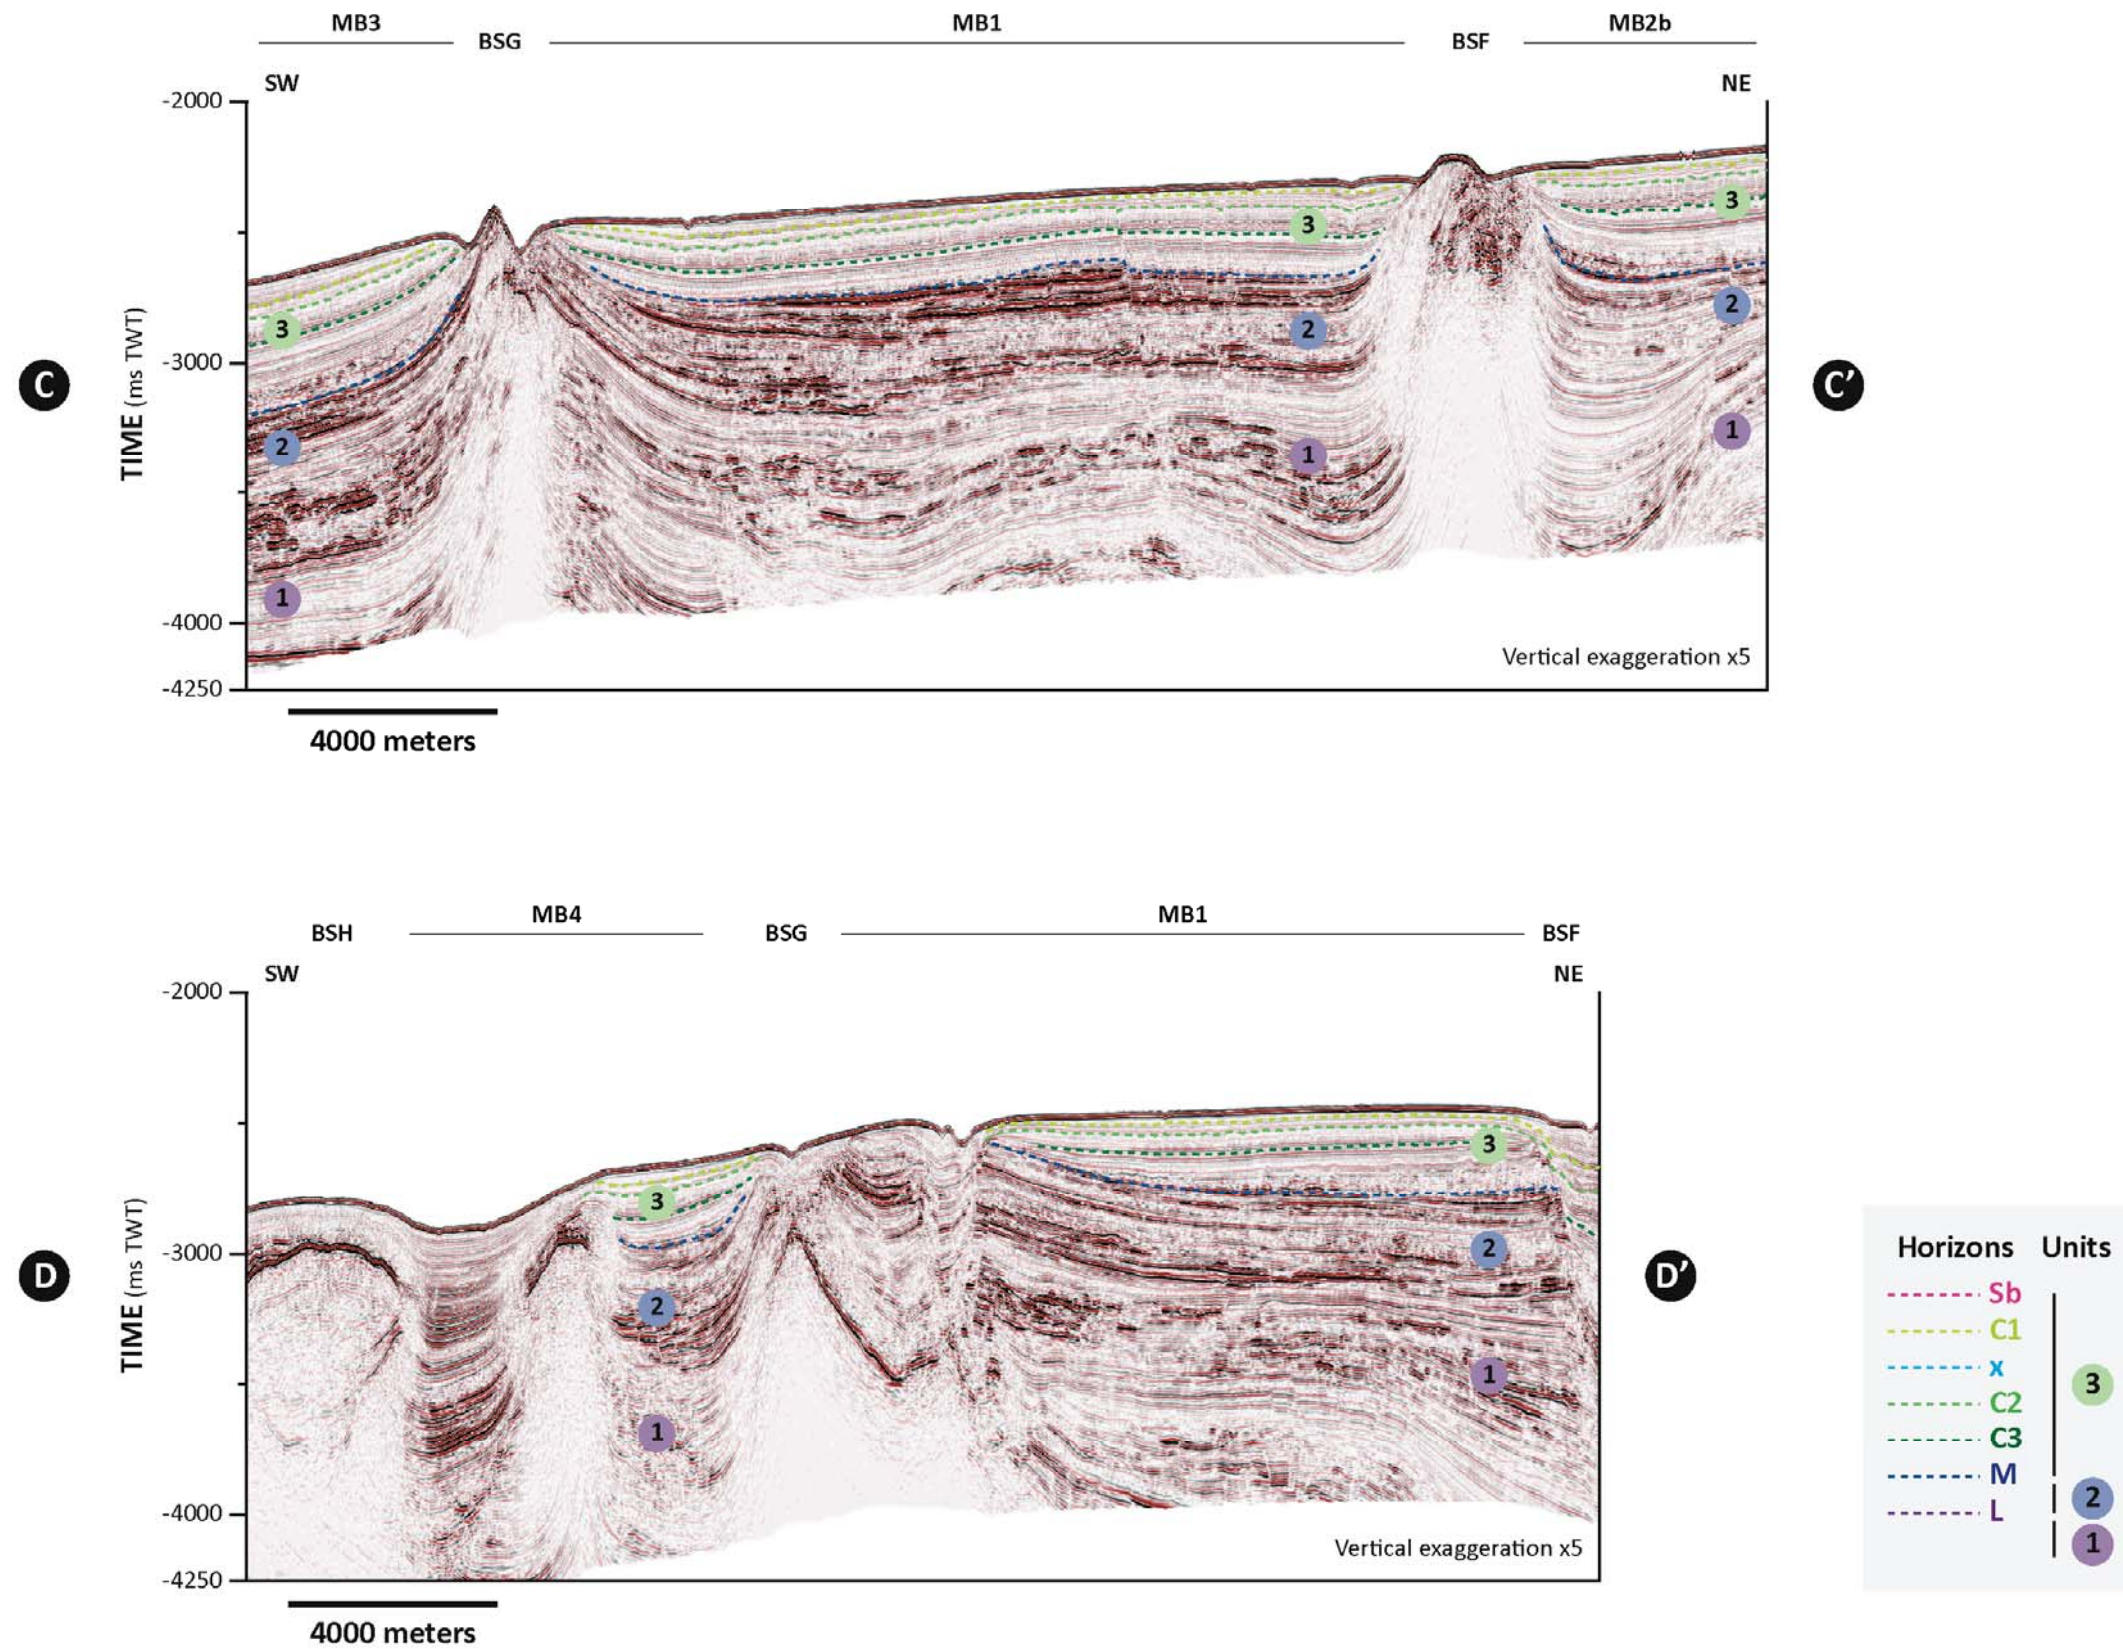 MB3 BSG MB1 BSF MB2b
SW NE
-2000
-3000
-4000
-4250
TIME (ms TWT)
C
C’
3
2
1
3
2
1
3
2
1
Vertical exaggeration x5
4000 meters
BSH MB4 BSG MB1 BSF
SW NE
-2000
-3000
-4000
-4250
TIME (ms TWT)
D
D’
3
2
1
3
2
1
Vertical exaggeration x5
4000 meters
Horizons Units
Sb
C1
x
C2
C3
M
L
3
2
1